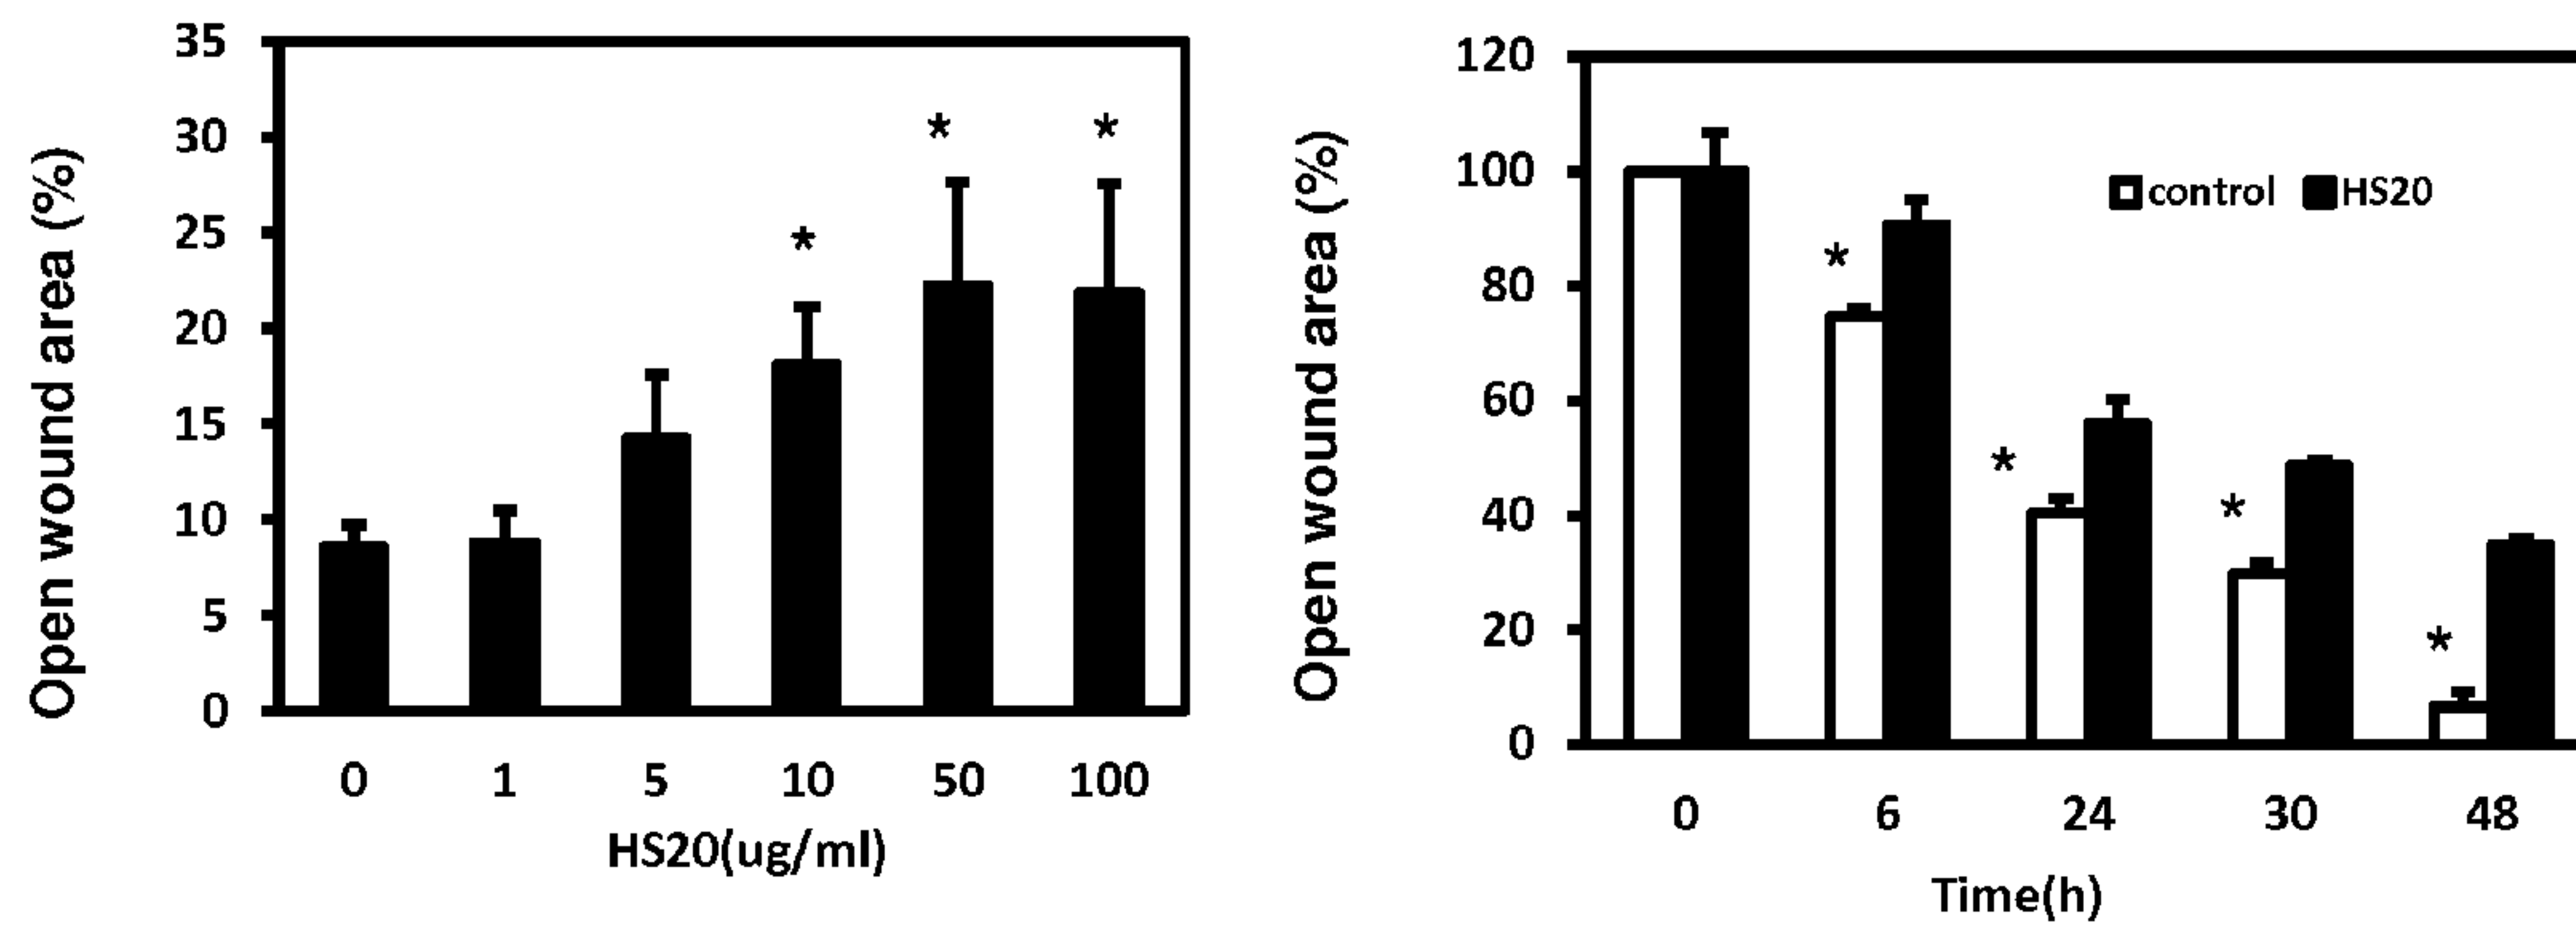 Open wound area (%)
35
30
25
20
15
10
5
0
* * *
0 1 5 10 50 100
HS20(ug/ml)
Open wound area (%)
120
100
80
60
40
20
0
control HS20
* * * *
0 6 24 30 48
Time(h)